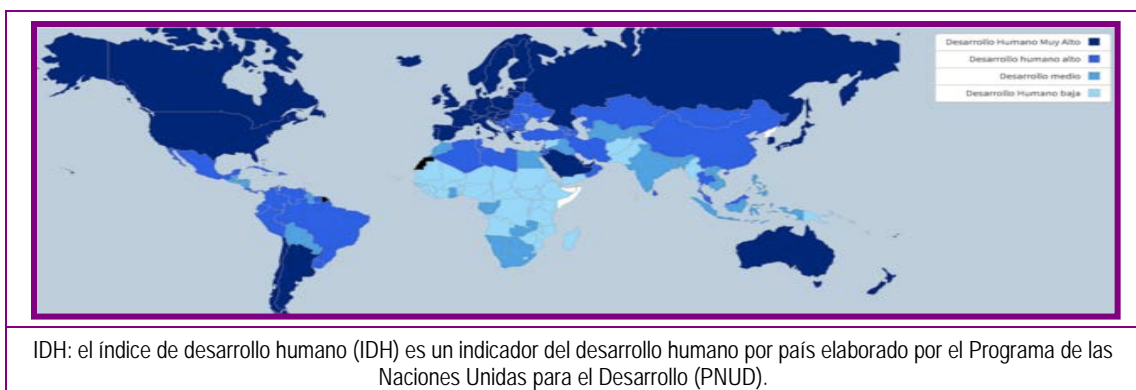 Desarrollo Humano Muy Alto
Desarrollo humano alto
Desarrollo medio
Desarrollo Humano baja
IDH: el índice de desarrollo humano (IDH) es un indicador del desarrollo humano por país elaborado por el Programa de las
Naciones Unidas para el Desarrollo (PNUD).